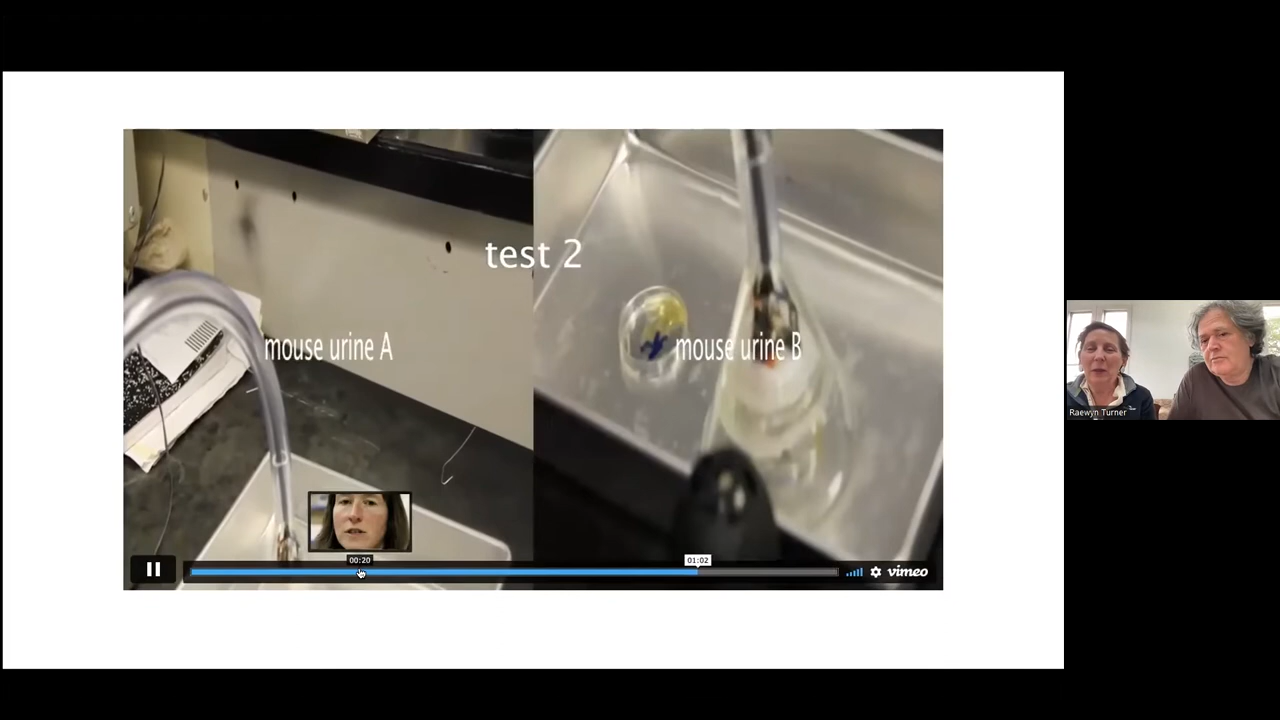 test 2
mouse urine A
mouse urine B
00:20
01:02
vimeo
Raewyn Turner